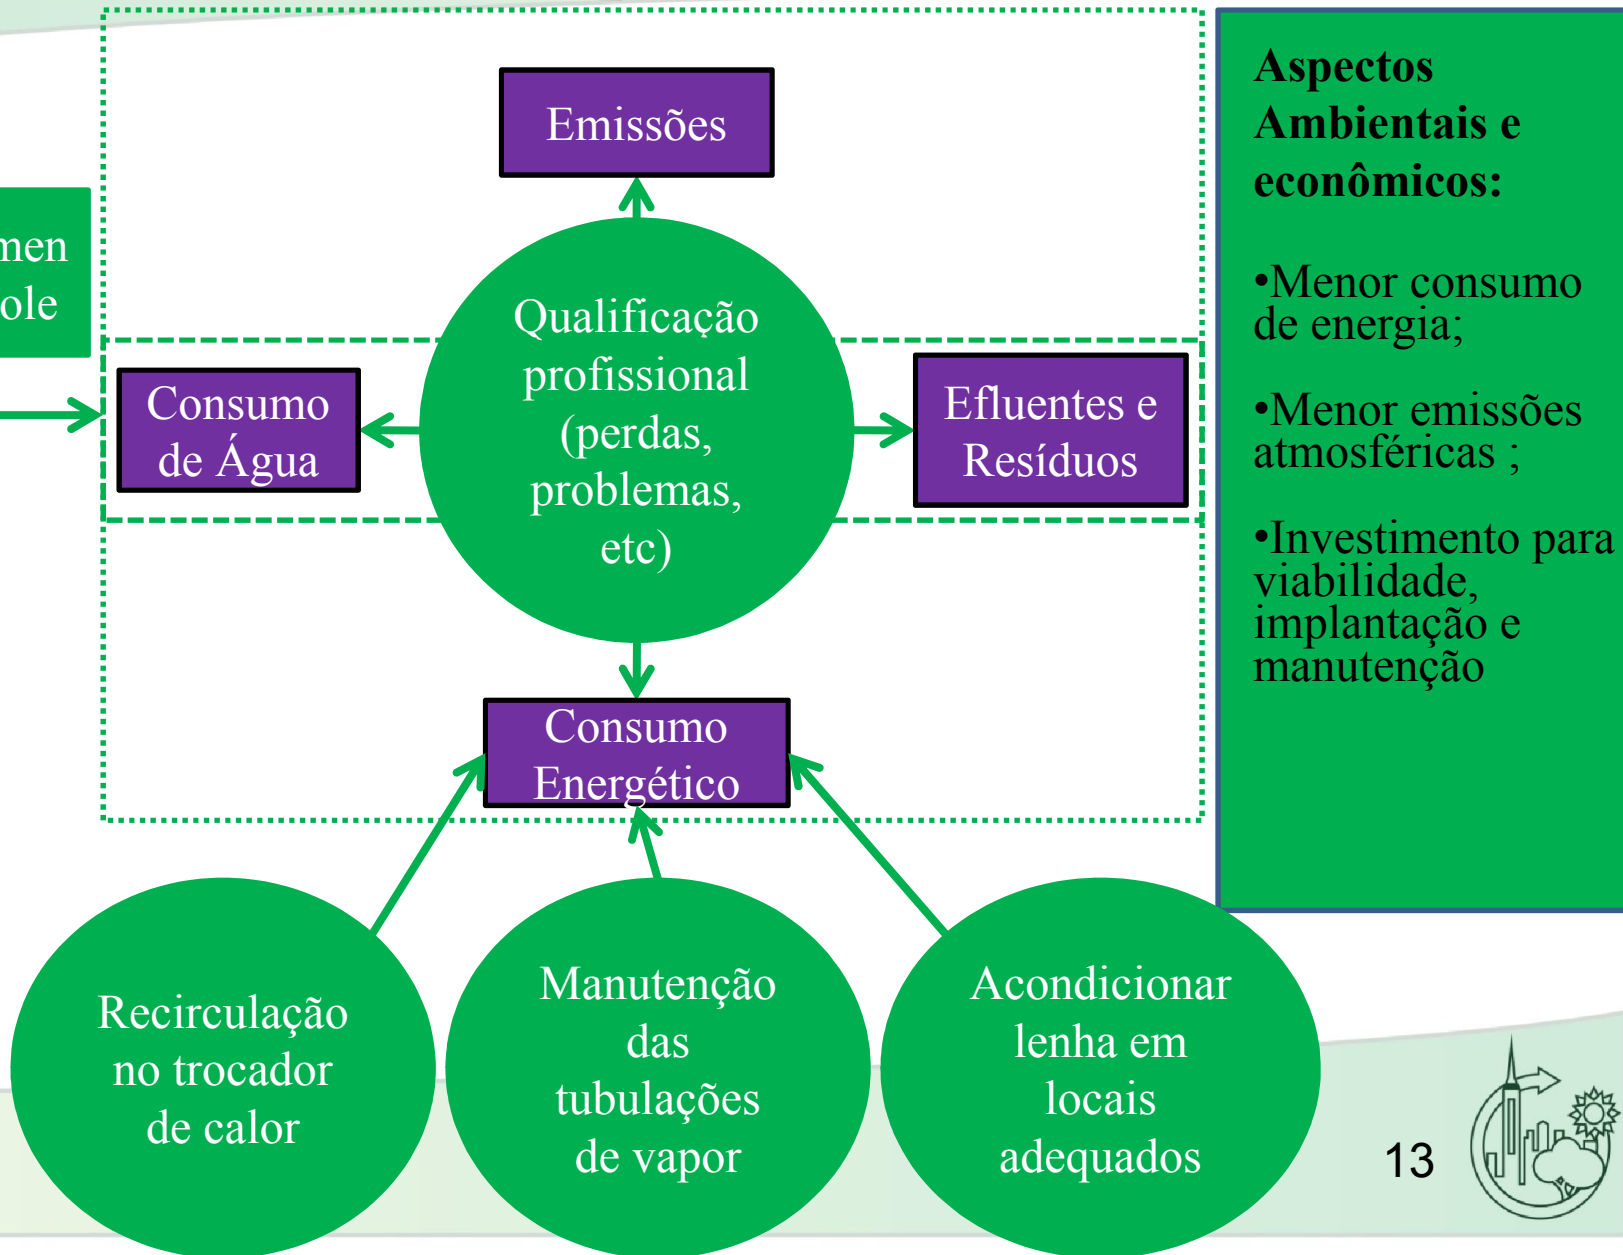 Emissões
Qualificação
profissional
(perdas,
problemas,
etc)
Consumo
de Água
Efluentes e
Resíduos
Consumo
Energético
Recirculação
no trocador
de calor
Manutenção
das
tubulações
de vapor
Acondicionar
lenha em
locais
adequados
Aspectos
Ambientais e
econômicos:
•Menor consumo
de energia;
•Menor emissões
atmosféricas ;
•Investimento para
viabilidade,
implantação e
manutenção
13